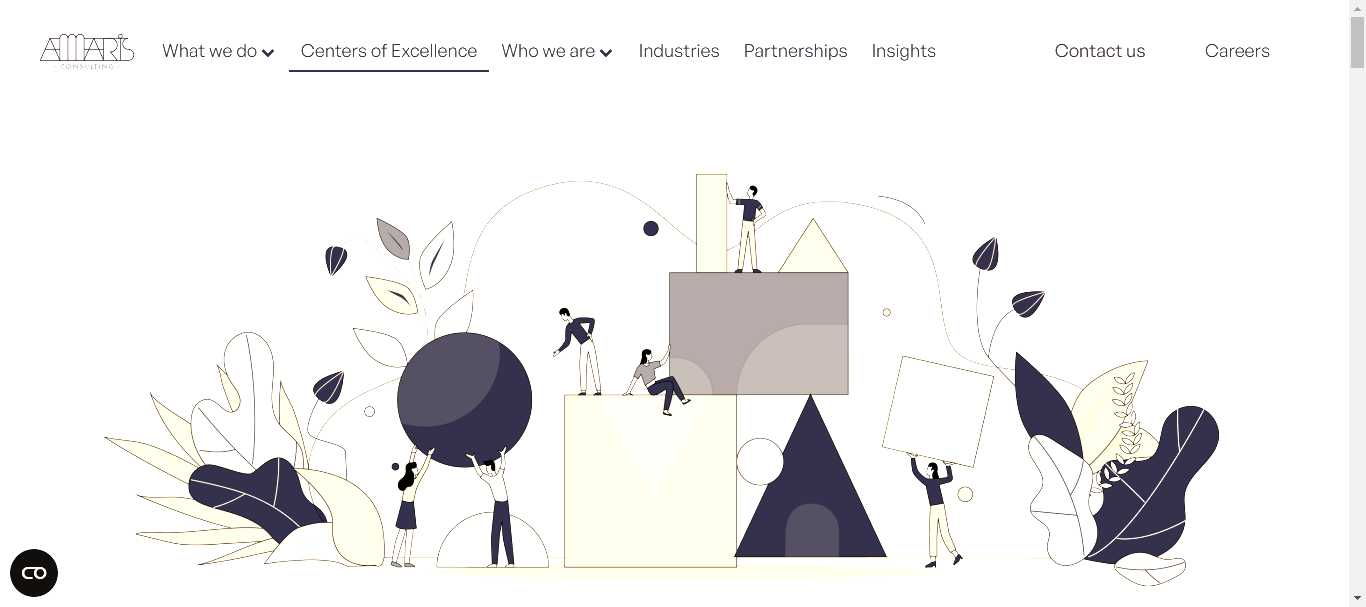 AMARIS
CONSULTING
What we do
Centers of Excellence
Who we are
Industries
Partnerships
Insights
Contact us
Careers